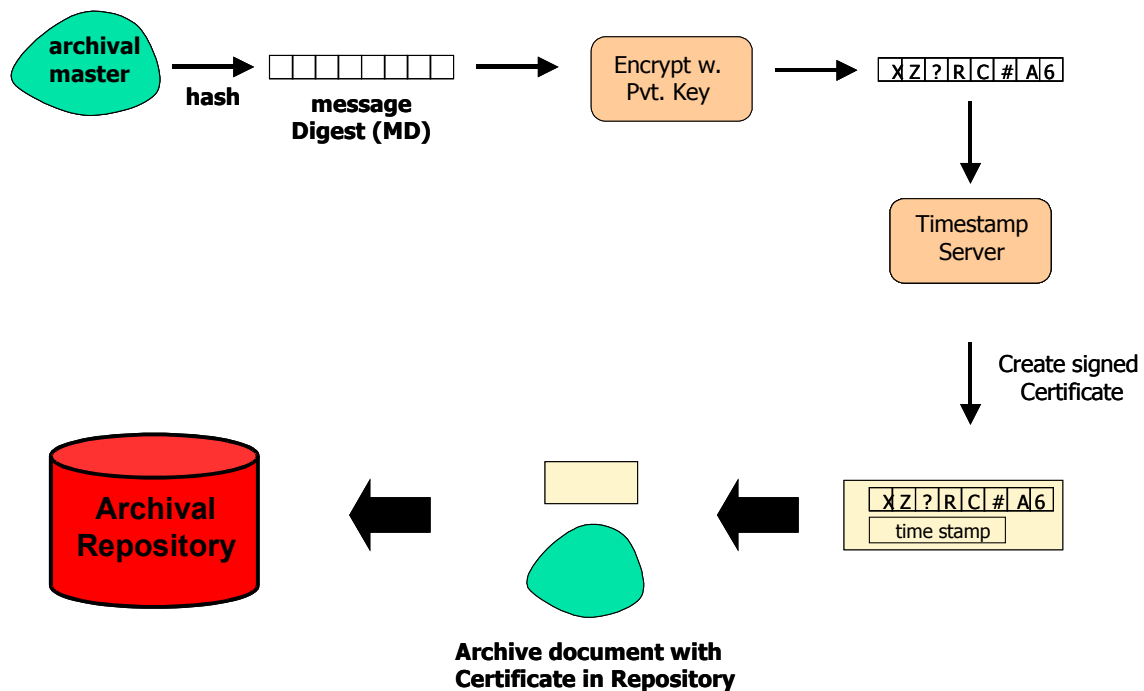 archival
master
hash
message
Digest (MD)
Encrypt w.
Pvt. Key
XZ?RC#A6
Timestamp
Server
Create signed
Certificate
XZ?RC#A6
time stamp
Archive document with
Certificate in Repository
Archival
Repository